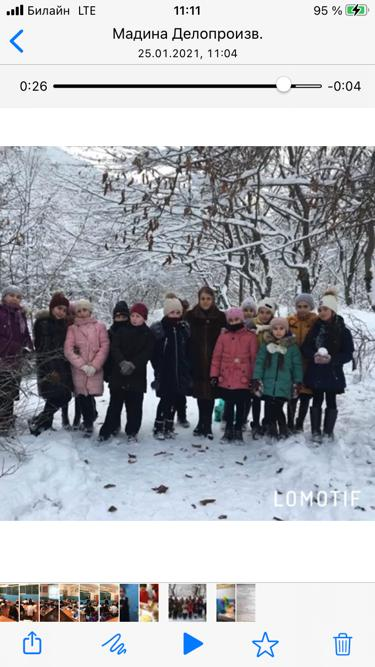 Билайн LTE 11:11 95 %
Мадина Делопроизв.
25.01.2021, 11:04
0:26 -0:04
LOMOTIF